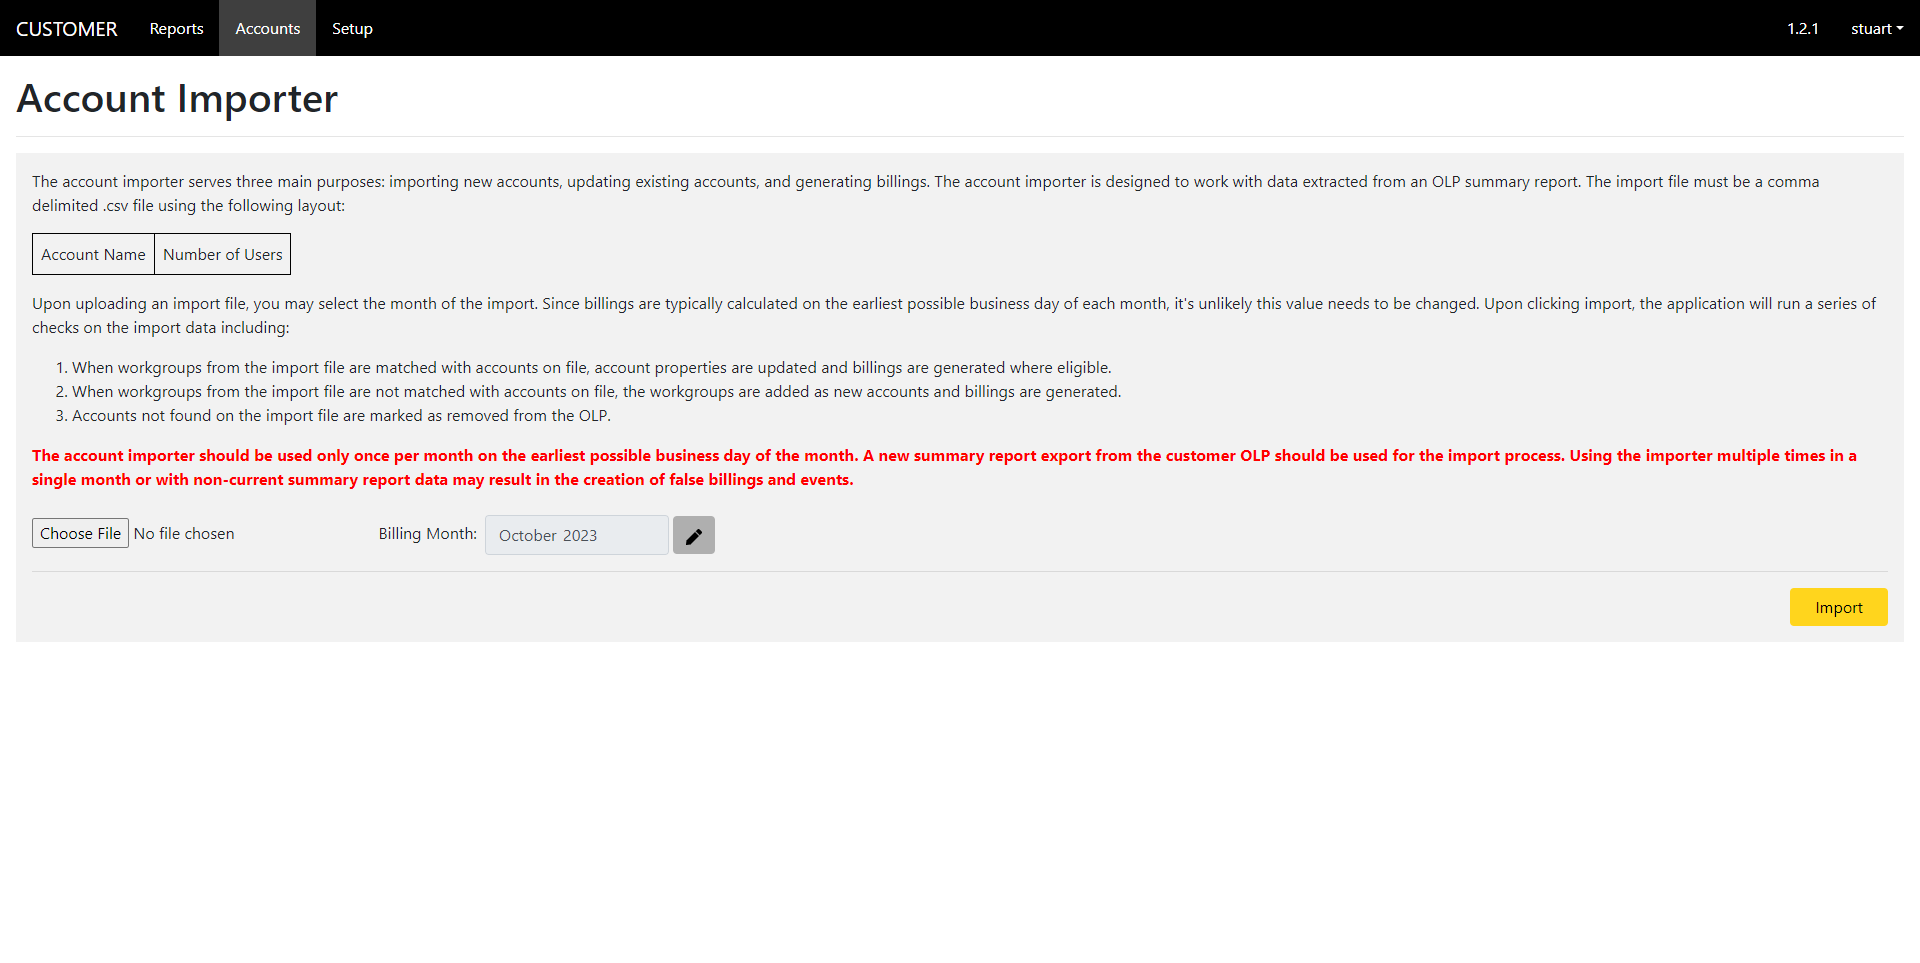 CUSTOMER Reports Accounts Setup 1.2.1 stuart
Account Importer
The account importer serves three main purposes: importing new accounts, updating existing accounts, and generating billings. The account importer is designed to work with data extracted from an OLP summary report. The import file must be a comma
delimited .csv file using the following layout:
Account Name Number of Users
Upon uploading an import file, you may select the month of the import. Since billings are typically calculated on the earliest possible business day of each month, it's unlikely this value needs to be changed. Upon clicking import, the application will run a series of
checks on the import data including:
1. When workgroups from the import file are matched with accounts on file, account properties are updated and billings are generated where eligible.
2. When workgroups from the import file are not matched with accounts on file, the workgroups are added as new accounts and billings are generated.
3. Accounts not found on the import file are marked as removed from the OLP.
The account importer should be used only once per month on the earliest possible business day of the month. A new summary report export from the customer OLP should be used for the import process. Using the importer multiple times in a
single month or with non-current summary report data may result in the creation of false billings and events.
Choose File No file chosen Billing Month: October 2023
Import